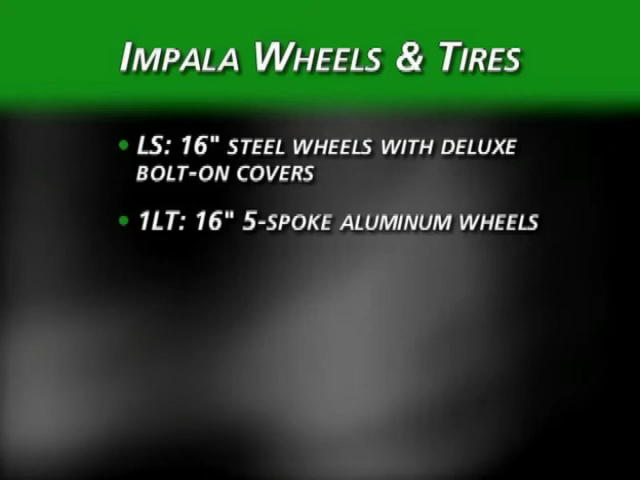 IMPALA WHEELS & TIRES
• LS: 16" STEEL WHEELS WITH DELUXE
BOLT-ON COVERS
• 1LT: 16" 5-SPOKE ALUMINUM WHEELS